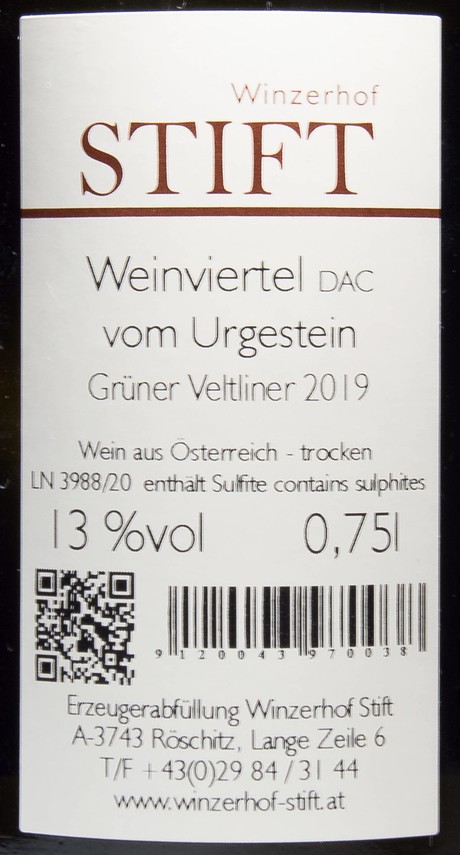 Winzerhof
STIFT
Weinviertel DAC
vom Urgestein
Grüner Veltliner 2019
Wein aus Österreich - trocken
LN 3988/20 enthält Sulfite contains sulphites
13 %vol 0,75l
9 120043 970038
Erzeugerabfüllung Winzerhof Stift
A-3743 Röschitz, Lange Zeile 6
T/F +43(0)29 84 / 31 44
www.winzerhof-stift.at